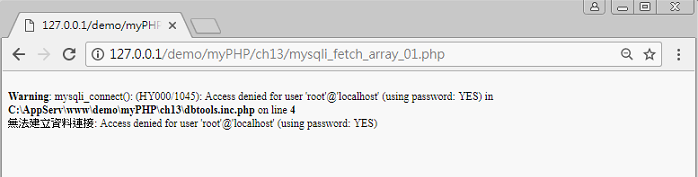 127.0.0.1/demo/myPHP
127.0.0.1/demo/myPHP/ch13/mysqli_fetch_array_01.php
Warning: mysqli_connect(): (HY000/1045): Access denied for user 'root'@'localhost' (using password: YES) in
C:\AppServ\www\demo\myPHP\ch13\dbtools.inc.php on line 4
無法建立資料連接: Access denied for user 'root'@'localhost' (using password: YES)